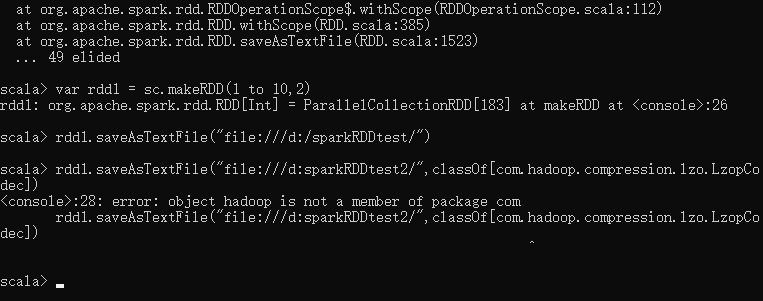 at org.apache.spark.rdd.RDDOperationScope$.withScope(RDDOperationScope.scala:112)
at org.apache.spark.rdd.RDD.withScope(RDD.scala:385)
at org.apache.spark.rdd.RDD.saveAsTextFile(RDD.scala:1523)
... 49 elided
scala> var rdd1 = sc.makeRDD(1 to 10,2)
rdd1: org.apache.spark.rdd.RDD[Int] = ParallelCollectionRDD[183] at makeRDD at <console>:26
scala> rdd1.saveAsTextFile("file:///d:/sparkRDDtest/")
scala> rdd1.saveAsTextFile("file:///d:sparkRDDtest2/",classOf[com.hadoop.compression.lzo.LzopCo
dec])
<console>:28: error: object hadoop is not a member of package com
rdd1.saveAsTextFile("file:///d:sparkRDDtest2/",classOf[com.hadoop.compression.lzo.LzopCo
dec])
^
scala>